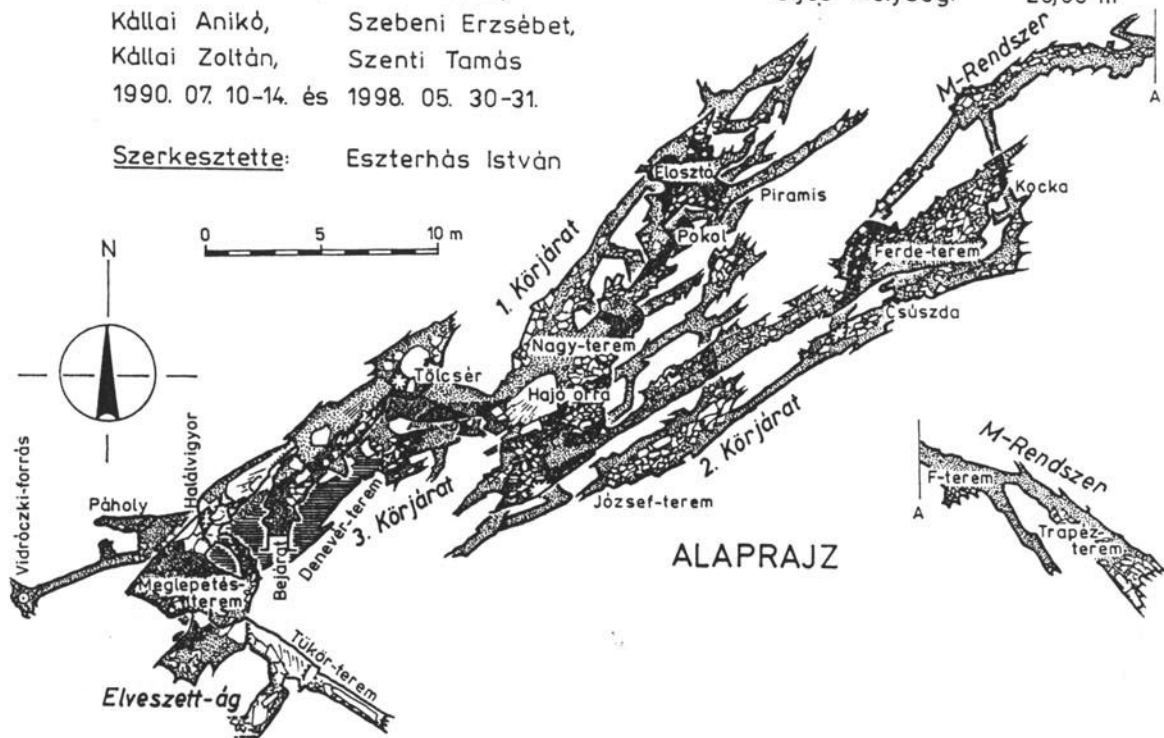 Kállai Anikó, Szebeni Erzsébet,
Kállai Zoltán, Szenti Tamás
1990. 07. 10-14. és 1998. 05. 30-31.
Szerkesztette: Eszterhás István
0 5 10 m
N
M-Rendszer
A
Elosztó
Piramis
Kocka
Pokol
Ferde-terem
1. Körjárat
Csúszda
Nagy-terem
Tölcsér
Hajó orra
2. Körjárat
József-terem
3. Körjárat
Halálvigyor
Páholy
Vidróczki-forrás
Denevér-terem
Bejárat
Meglepetés-
terem
Tükör-terem
Elveszett-ág
ALAPRAJZ
M-Rendszer
F-terem
A
Trapéz-
terem